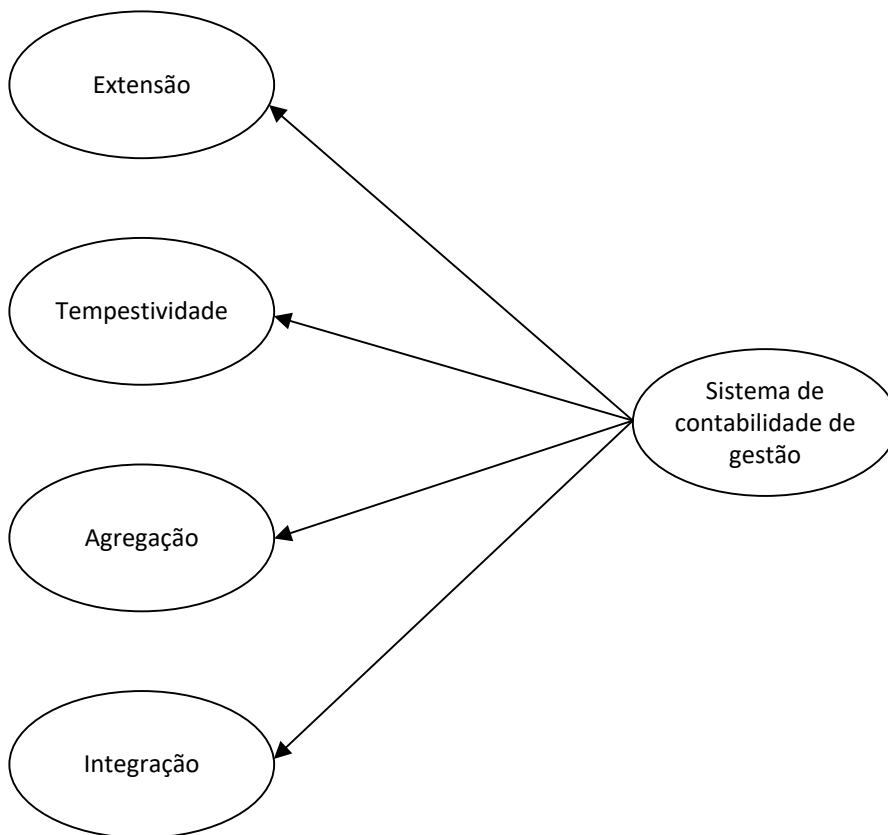 Extensão
Tempestividade
Sistema de
contabilidade de
gestão
Agregação
Integração